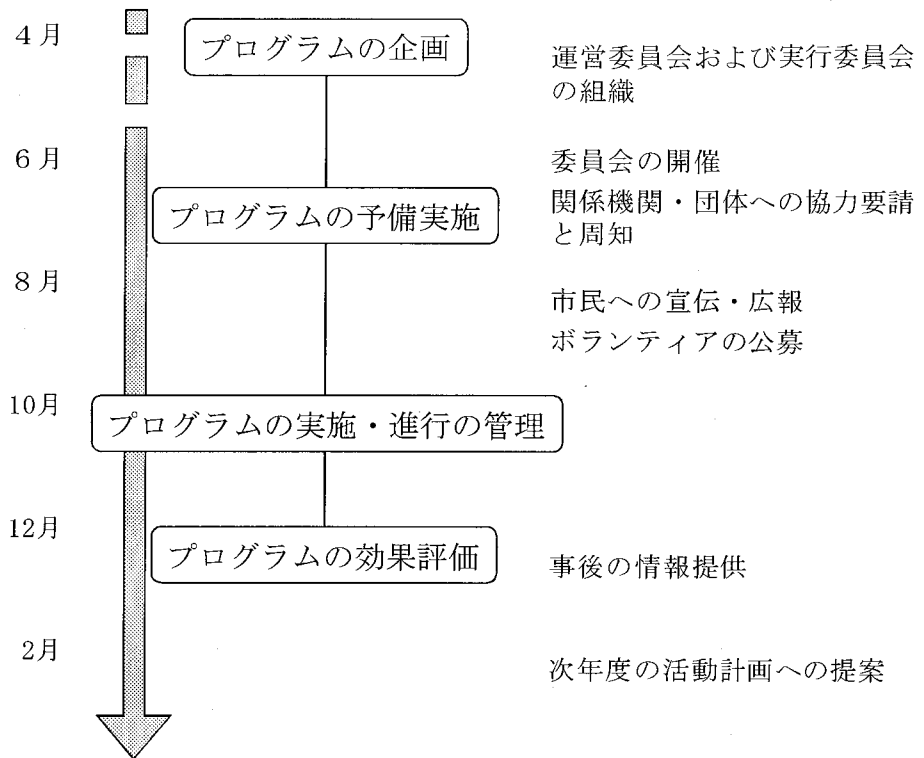 4月
プログラムの企画
運営委員会および実行委員会
の組織
6月
委員会の開催
プログラムの予備実施
関係機関・団体への協力要請
と周知
8月
市民への宣伝・広報
ボランティアの公募
10月
プログラムの実施・進行の管理
12月
プログラムの効果評価
事後の情報提供
2月
次年度の活動計画への提案